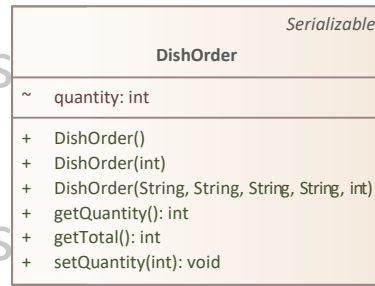 Serializable
DishOrder
~ quantity: int
+ DishOrder()
+ DishOrder(int)
+ DishOrder(String, String, String, String, int)
+ getQuantity(): int
+ getTotal(): int
+ setQuantity(int): void